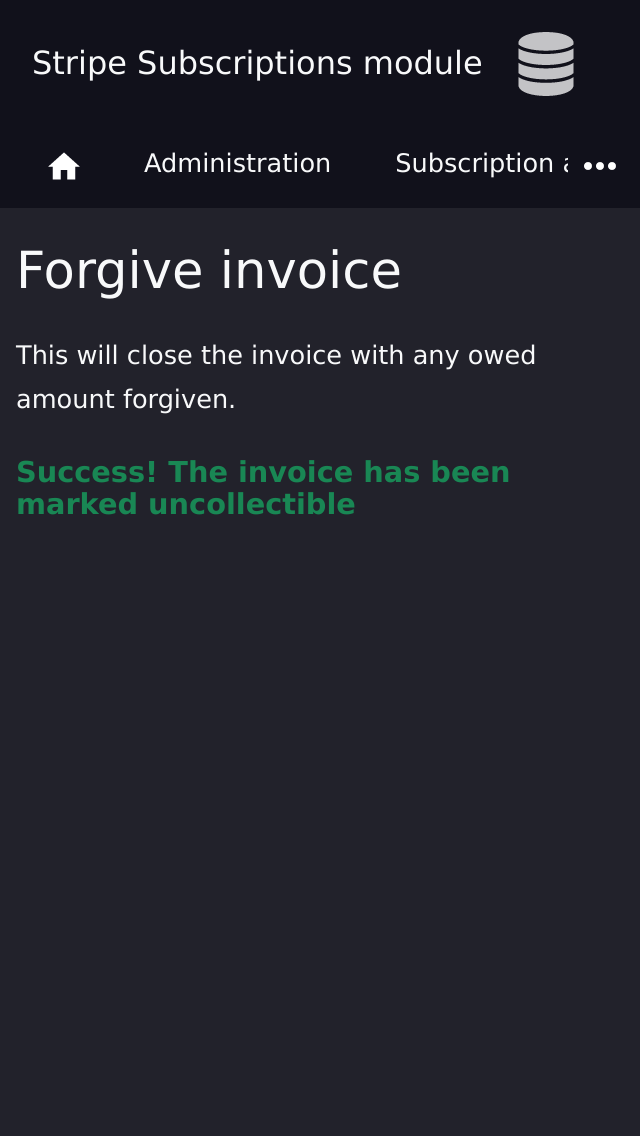 Stripe Subscriptions module
Administration
Subscription
Forgive invoice
This will close the invoice with any owed
amount forgiven.
Success! The invoice has been
marked uncollectible